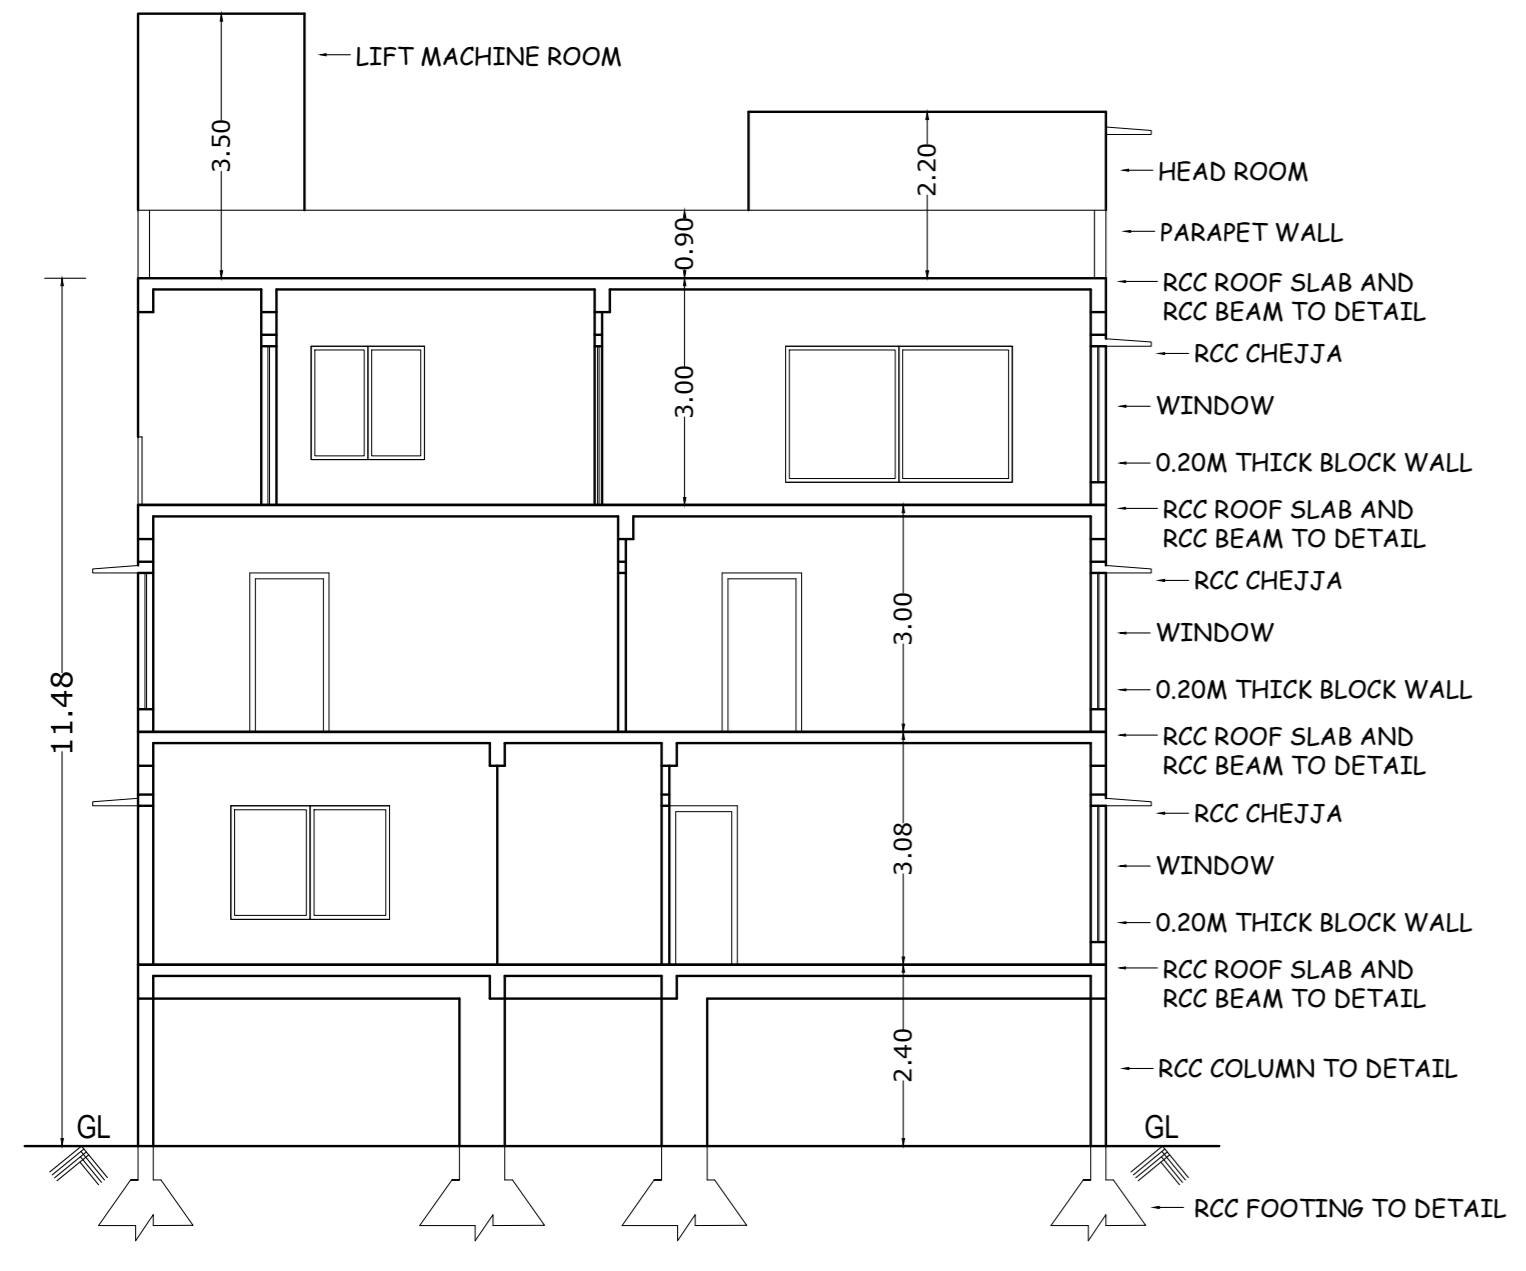 LIFT MACHINE ROOM
3.50
2.20
HEAD ROOM
0.90
PARAPET WALL
RCC ROOF SLAB AND
RCC BEAM TO DETAIL
RCC CHEJJA
3.00
WINDOW
0.20M THICK BLOCK WALL
RCC ROOF SLAB AND
RCC BEAM TO DETAIL
RCC CHEJJA
3.00
WINDOW
0.20M THICK BLOCK WALL
11.48
RCC ROOF SLAB AND
RCC BEAM TO DETAIL
RCC CHEJJA
3.08
WINDOW
0.20M THICK BLOCK WALL
RCC ROOF SLAB AND
RCC BEAM TO DETAIL
2.40
RCC COLUMN TO DETAIL
GL
GL
RCC FOOTING TO DETAIL